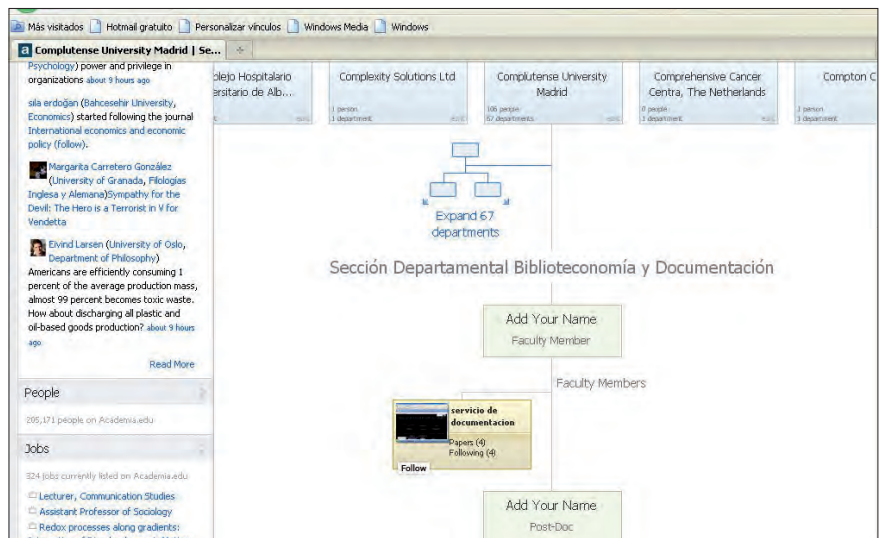 Más visitados Hotmail gratuito Personalizar vínculos Windows Media Windows
Complutense University Madrid | Se...
Psychology) power and privilege in
organizations about 9 hours ago
sila erdoğan (Bahcesehir University,
Economics) started following the journal
International economics and economic
policy (follow).
Margarita Carretero González
(University of Granada, Filologías
Inglesa y Alemana)Sympathy for the
Devil: The Hero is a Terrorist in V for
Vendetta
Eivind Larsen (University of Oslo,
Department of Philosophy)
Americans are efficiently consuming 1
percent of the average production mass,
almost 99 percent becomes toxic waste.
How about discharging all plastic and
oil-based goods production? about 9 hours
ago
Read More
People
205,171 people on Academia.edu
Jobs
324 jobs currently listed on Academia.edu
Lecturer, Communication Studies
Assistant Professor of Sociology
Redox processes along gradients:
plejo Hospitalario
ersitario de Alb...
Complexity Solutions Ltd
1 person
1 department
Complutense University
Madrid
106 people
67 departments
Comprehensive Cancer
Centra, The Netherlands
0 people
1 department
Compton C
1 person
1 department
Expand 67
departments
Sección Departamental Biblioteconomía y Documentación
Add Your Name
Faculty Member
Faculty Members
servicio de
documentacion
Papers (4)
Following (4)
Follow
Add Your Name
Post-Doc